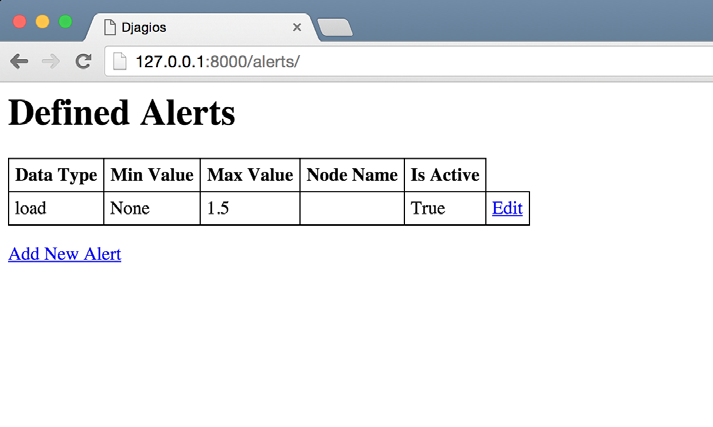 Djagios
127.0.0.1:8000/alerts/
Defined Alerts
Data Type Min Value Max Value Node Name Is Active
load None 1.5 True Edit
Add New Alert